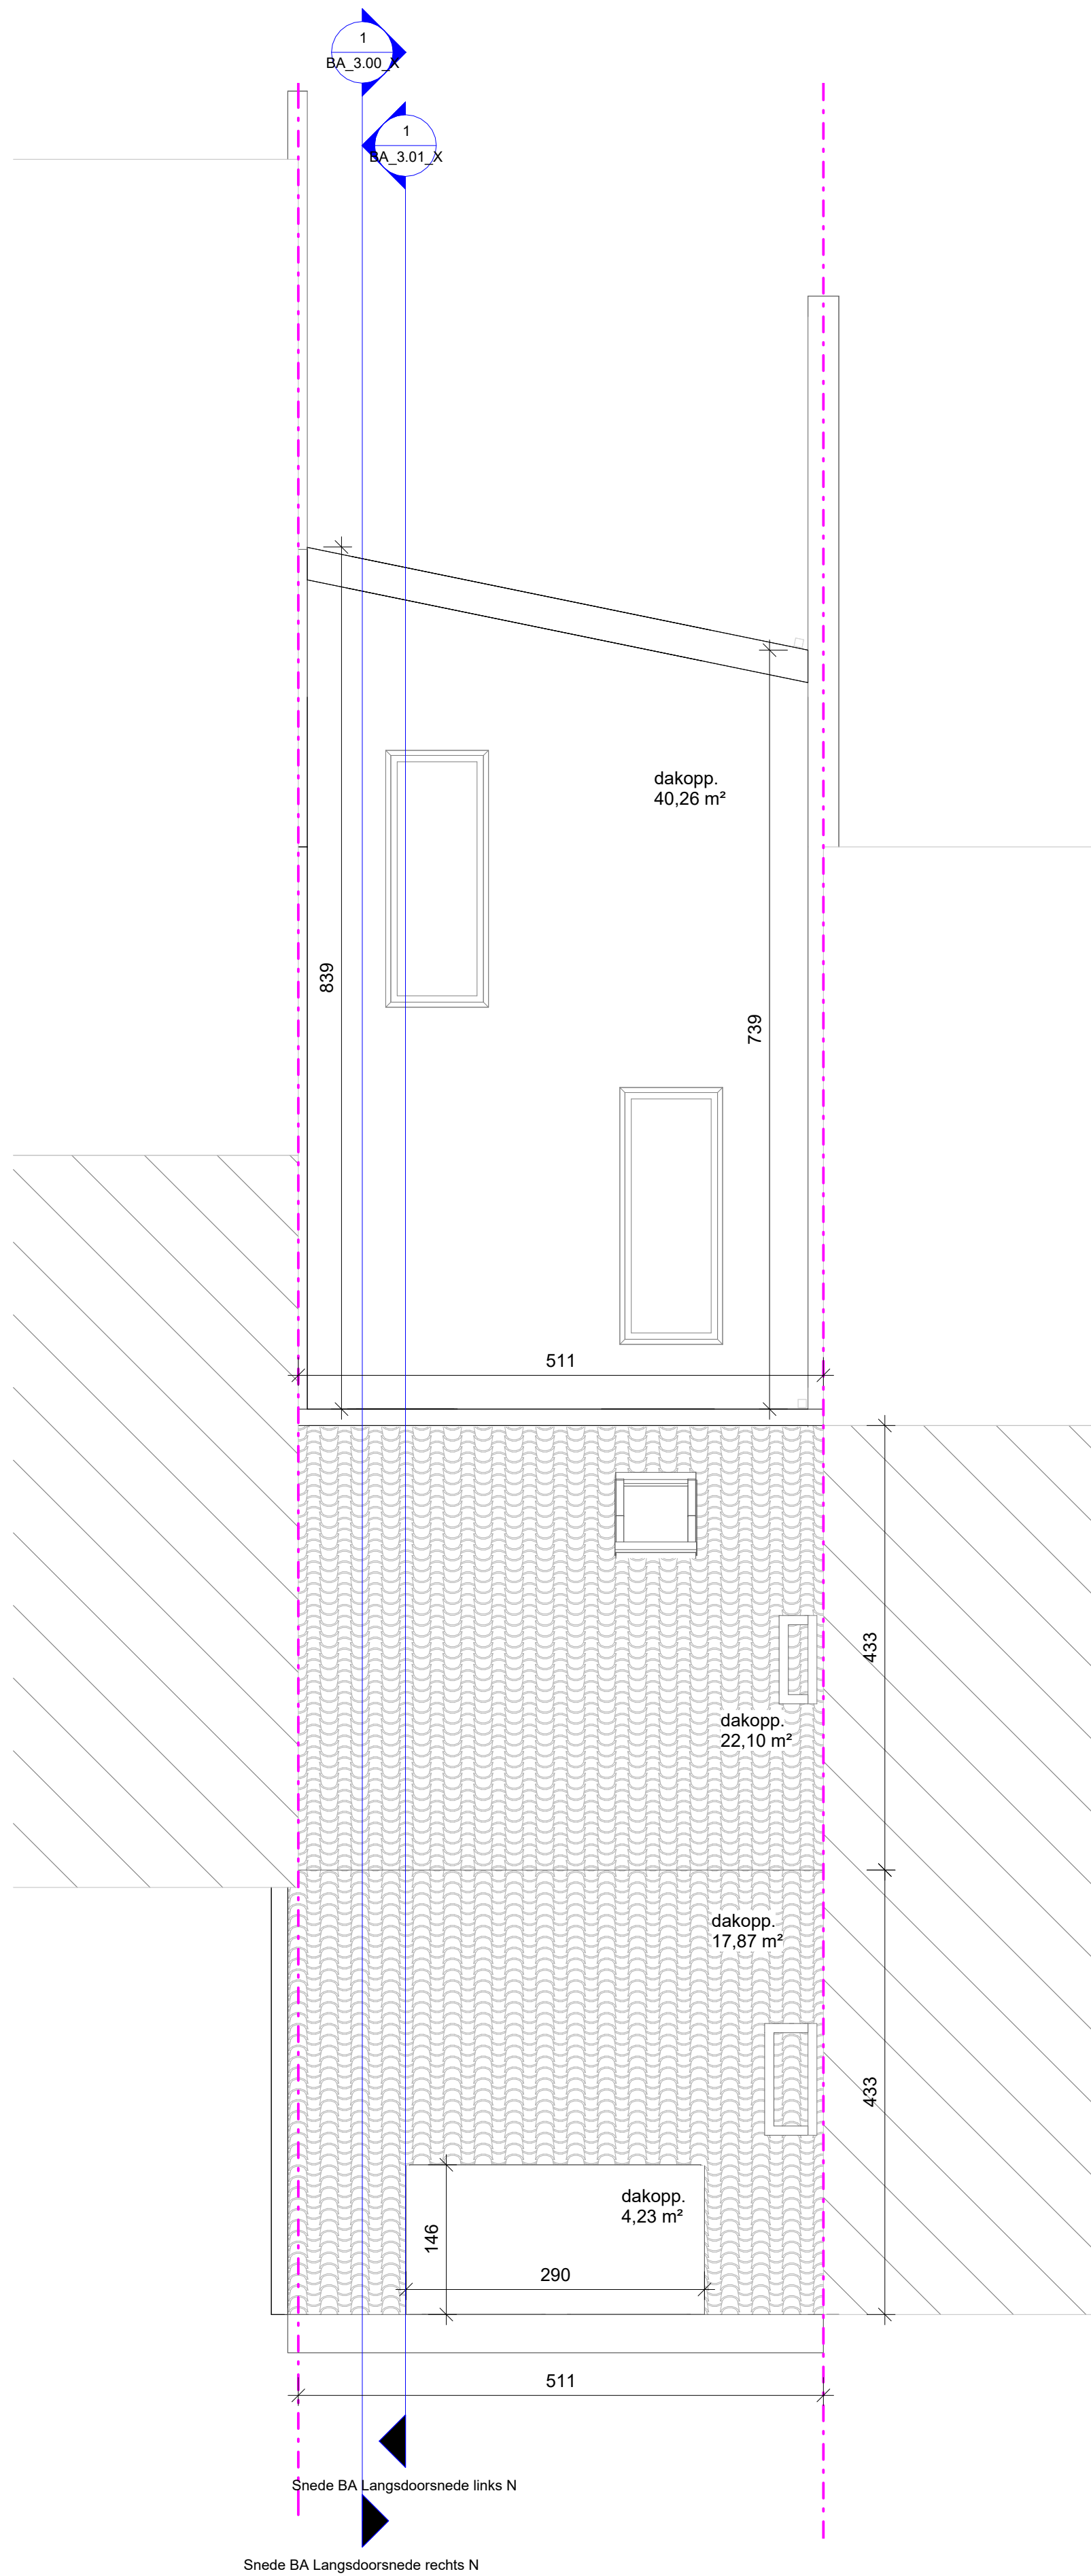 1
BA_3.00_X
1
BA_3.01_X
dakopp.
40,26 m²
839
739
511
433
dakopp.
22,10 m²
dakopp.
17,87 m²
433
dakopp.
4,23 m²
146
290
511
Snede BA Langsdoorsnede links N
Snede BA Langsdoorsnede rechts N